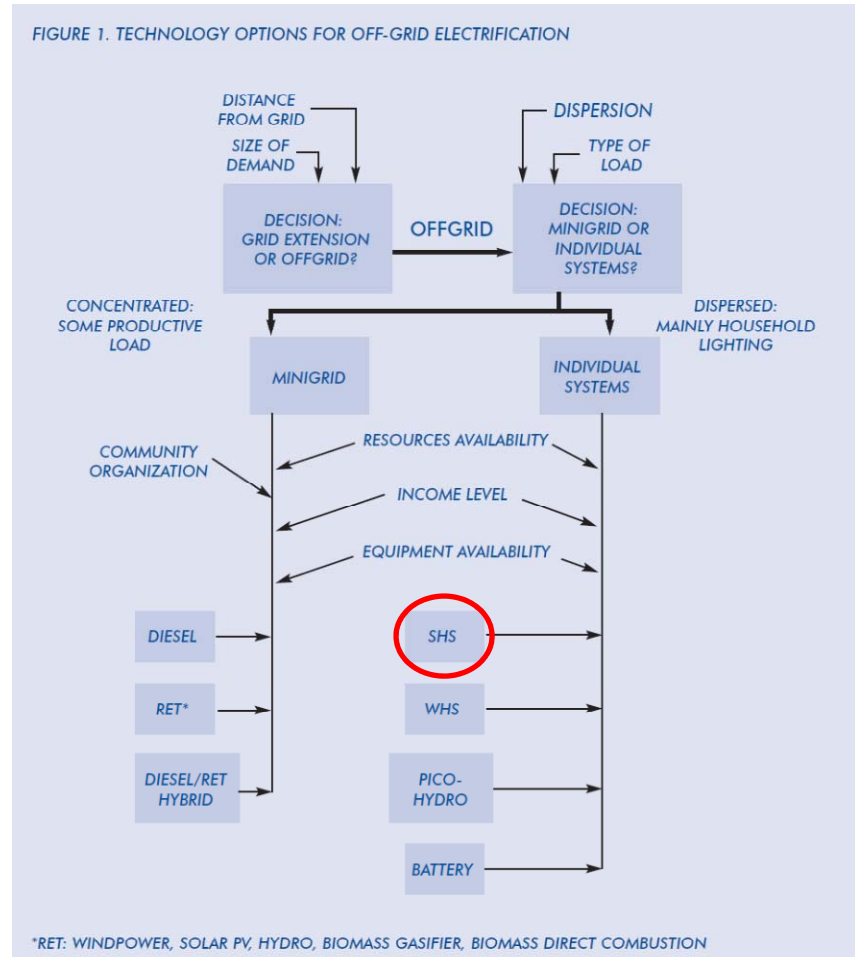 FIGURE 1. TECHNOLOGY OPTIONS FOR OFF-GRID ELECTRIFICATION
DISTANCE
FROM GRID
SIZE OF
DEMAND
DISPERSION
TYPE OF
LOAD
DECISION:
GRID EXTENSION
OR OFFGRID?
OFFGRID
DECISION:
MINIGRID OR
INDIVIDUAL
SYSTEMS?
CONCENTRATED:
SOME PRODUCTIVE
LOAD
DISPERSED:
MAINLY HOUSEHOLD
LIGHTING
MINIGRID
INDIVIDUAL
SYSTEMS
COMMUNITY
ORGANIZATION
RESOURCES AVAILABILITY
INCOME LEVEL
EQUIPMENT AVAILABILITY
DIESEL
SHS
RET*
WHS
DIESEL/RET
HYBRID
PICO-
HYDRO
BATTERY
*RET: WINDPOWER, SOLAR PV, HYDRO, BIOMASS GASIFIER, BIOMASS DIRECT COMBUSTION